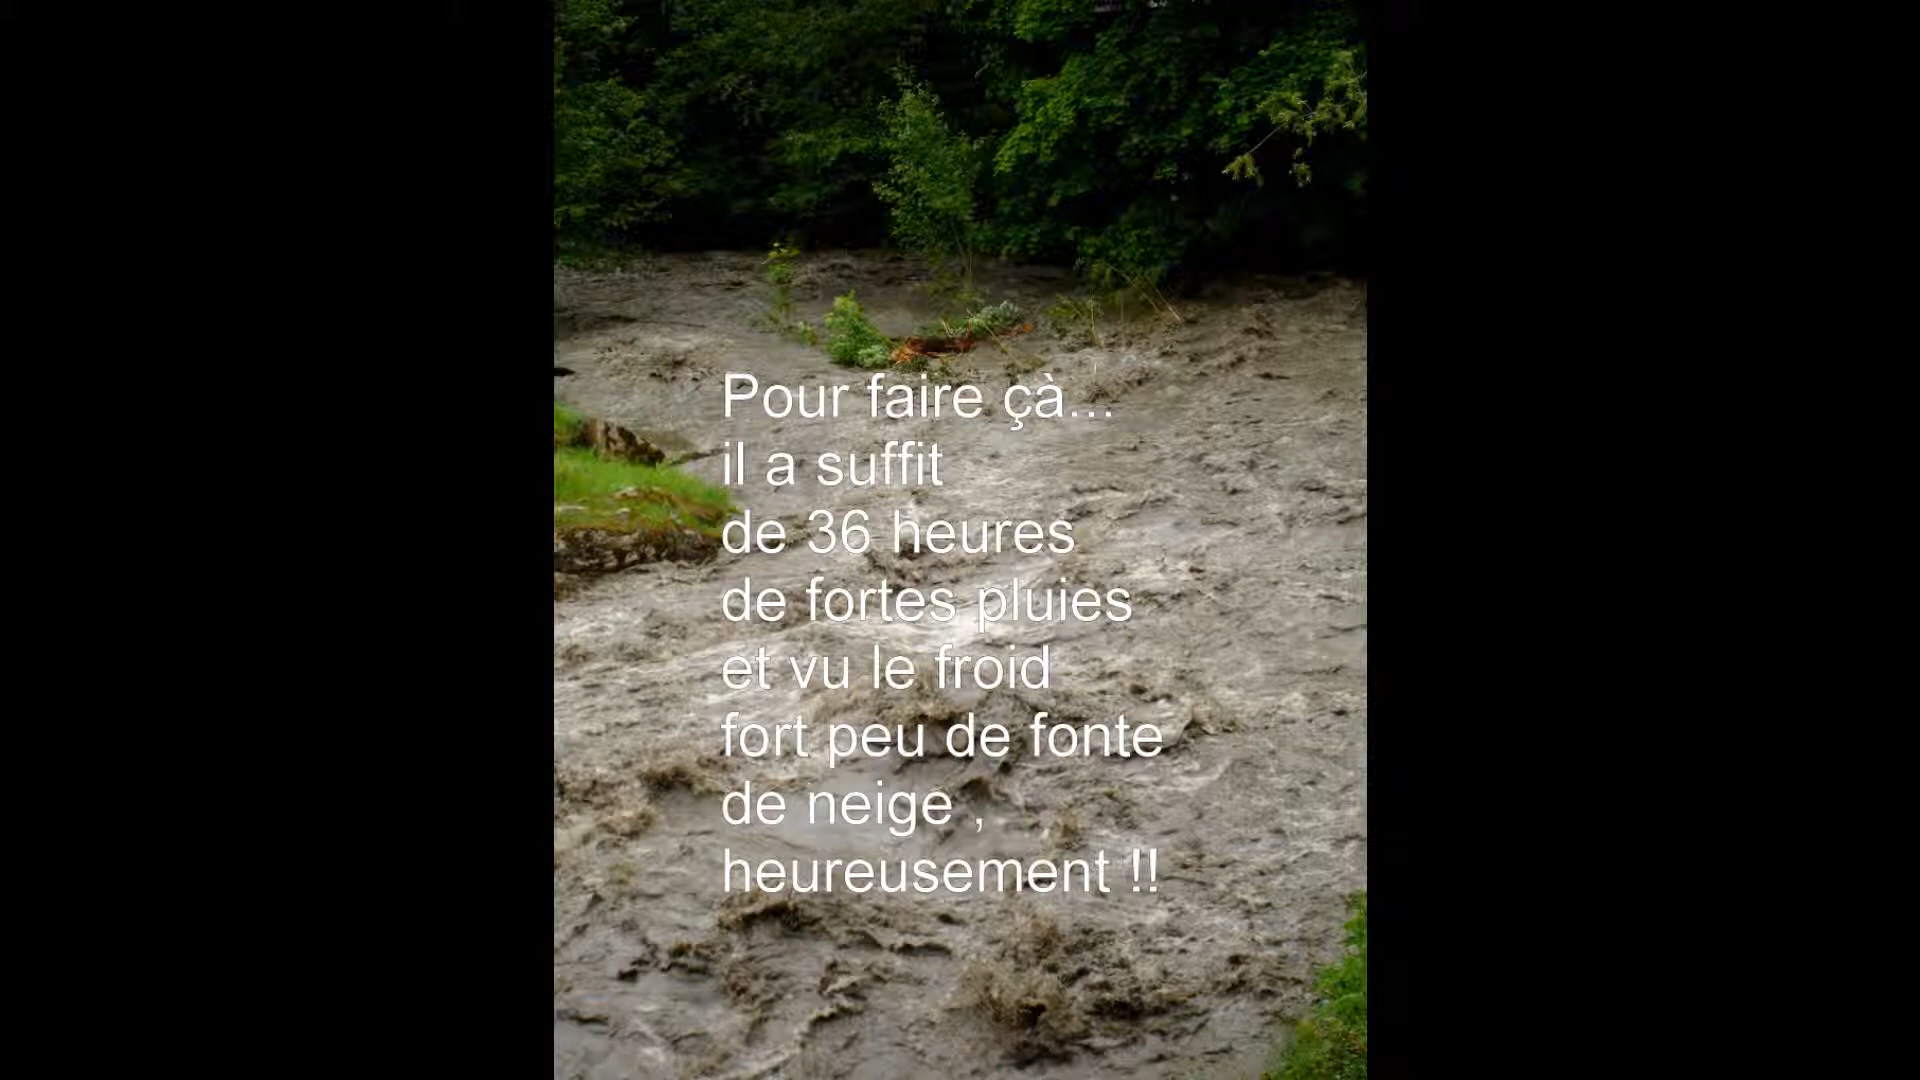 Pour faire çà...
il a suffit
de 36 heures
de fortes pluies
et vu le froid
fort peu de fonte
de neige ,
heureusement !!